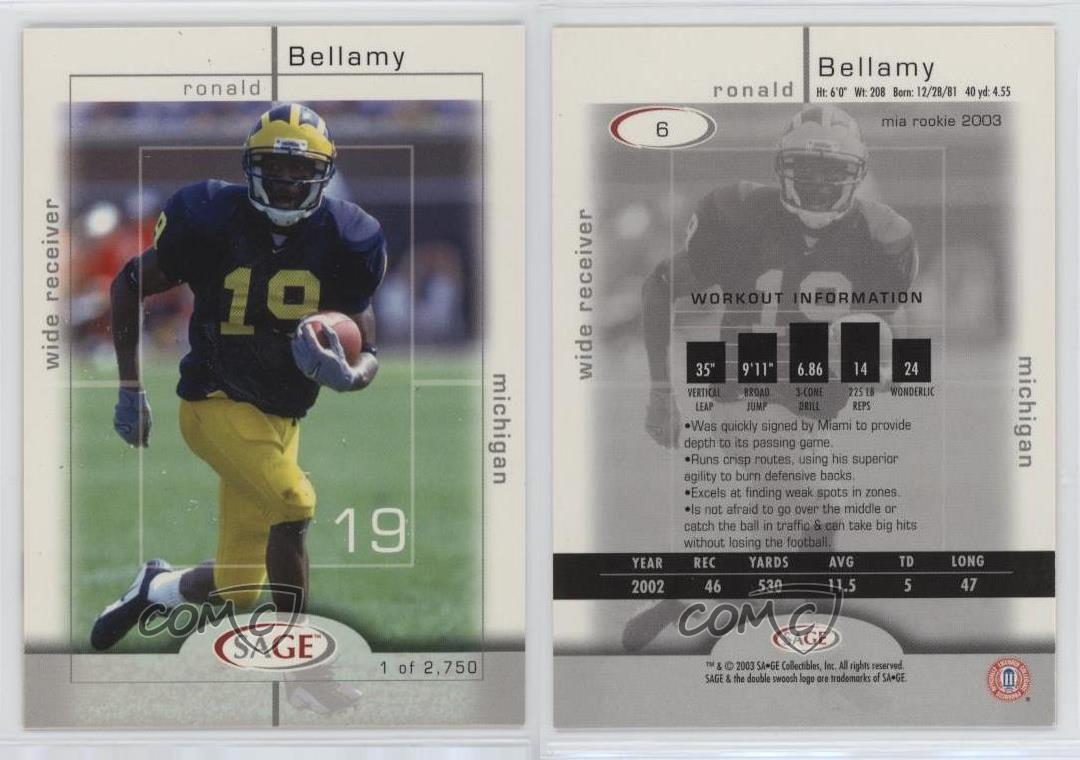 Bellamy
ronald
wide receiver
19
michigan
19
COMC
SAGE™
1 of 2,750
Bellamy
ronald
Ht: 6'0" Wt: 208 Born: 12/28/81 40 yd: 4.55
6
mia rookie 2003
wide receiver
19
WORKOUT INFORMATION
35" 9'11" 6.86 14 24
VERTICAL LEAP BROAD JUMP 3-CONE DRILL 225 LB REPS WONDERLIC
michigan
•Was quickly signed by Miami to provide
depth to its passing game.
•Runs crisp routes, using his superior
agility to burn defensive backs.
•Excels at finding weak spots in zones.
•Is not afraid to go over the middle or
catch the ball in traffic & can take big hits
without losing the football.
YEAR REC YARDS AVG TD LONG
2002 46 530 11.5 5 47
COMC
SAGE
™ & © 2003 SA•GE Collectibles, Inc. All rights reserved.
SAGE & the double swoosh logo are trademarks of SA•GE.